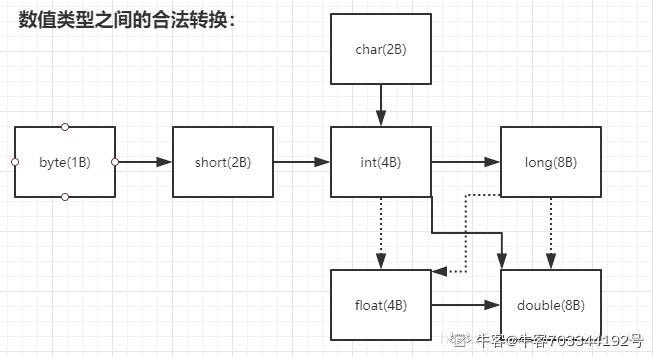 数值类型之间的合法转换：
char(2B)
byte(1B)
short(2B)
int(4B)
long(8B)
float(4B)
double(8B)
牛客@牛客703344192号